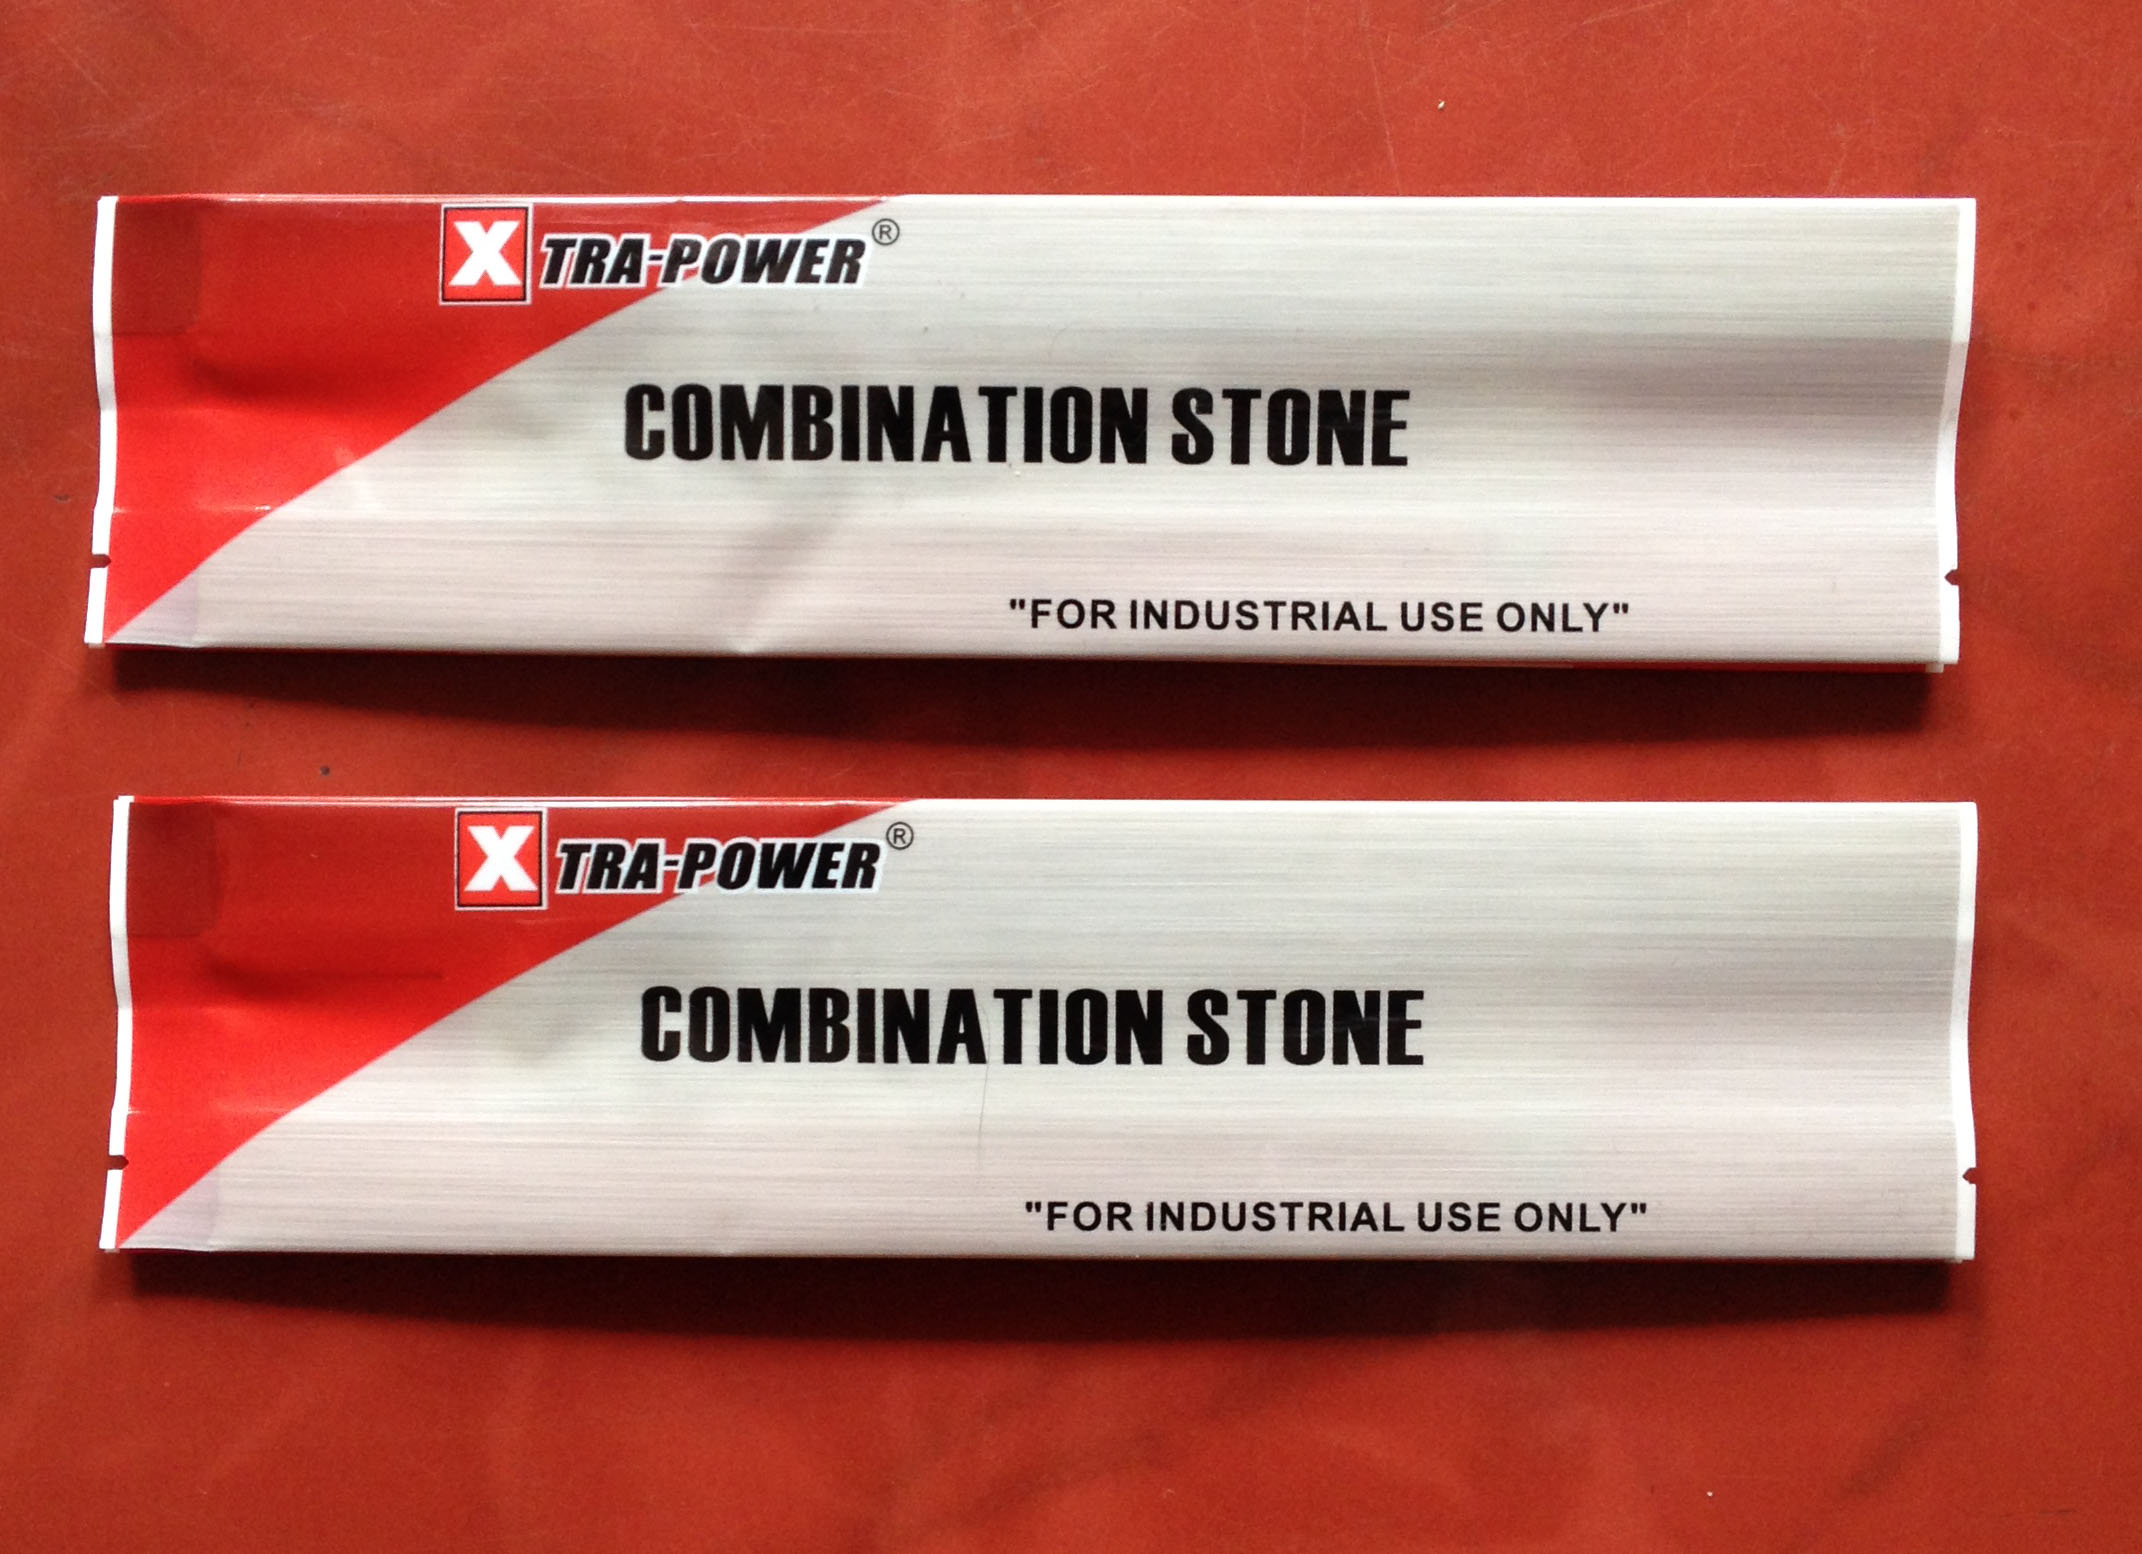 XTRA-POWER®
COMBINATION STONE
"FOR INDUSTRIAL USE ONLY"
XTRA-POWER®
COMBINATION STONE
"FOR INDUSTRIAL USE ONLY"